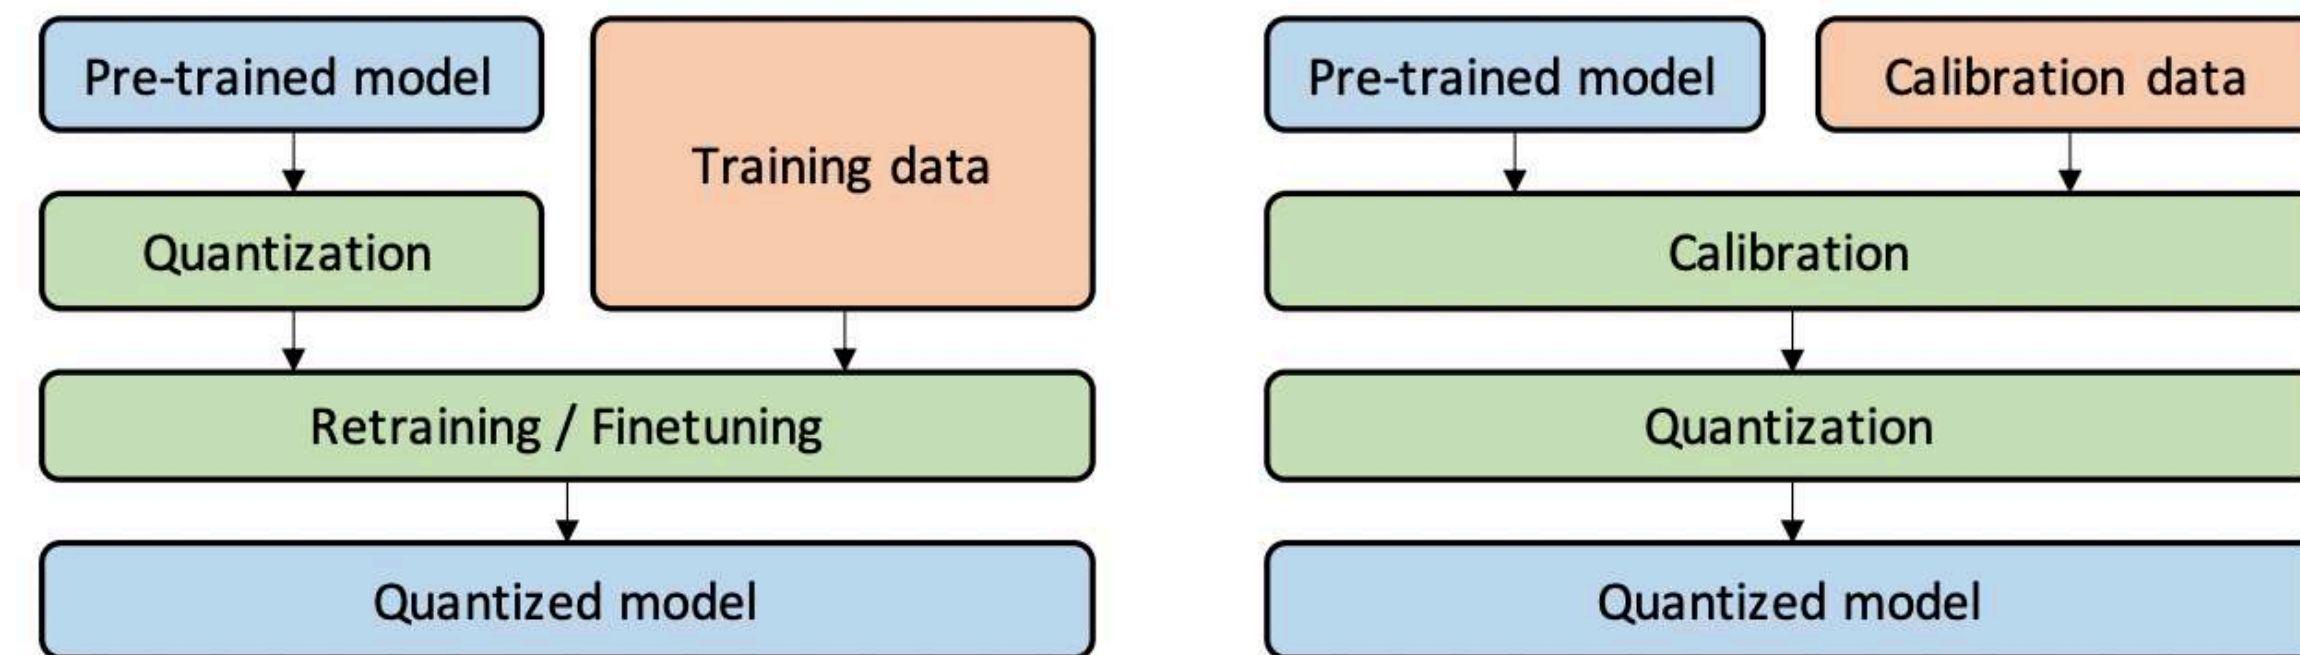 Pre-trained model
Training data
Quantization
Retraining / Finetuning
Quantized model
Pre-trained model
Calibration data
Calibration
Quantization
Quantized model